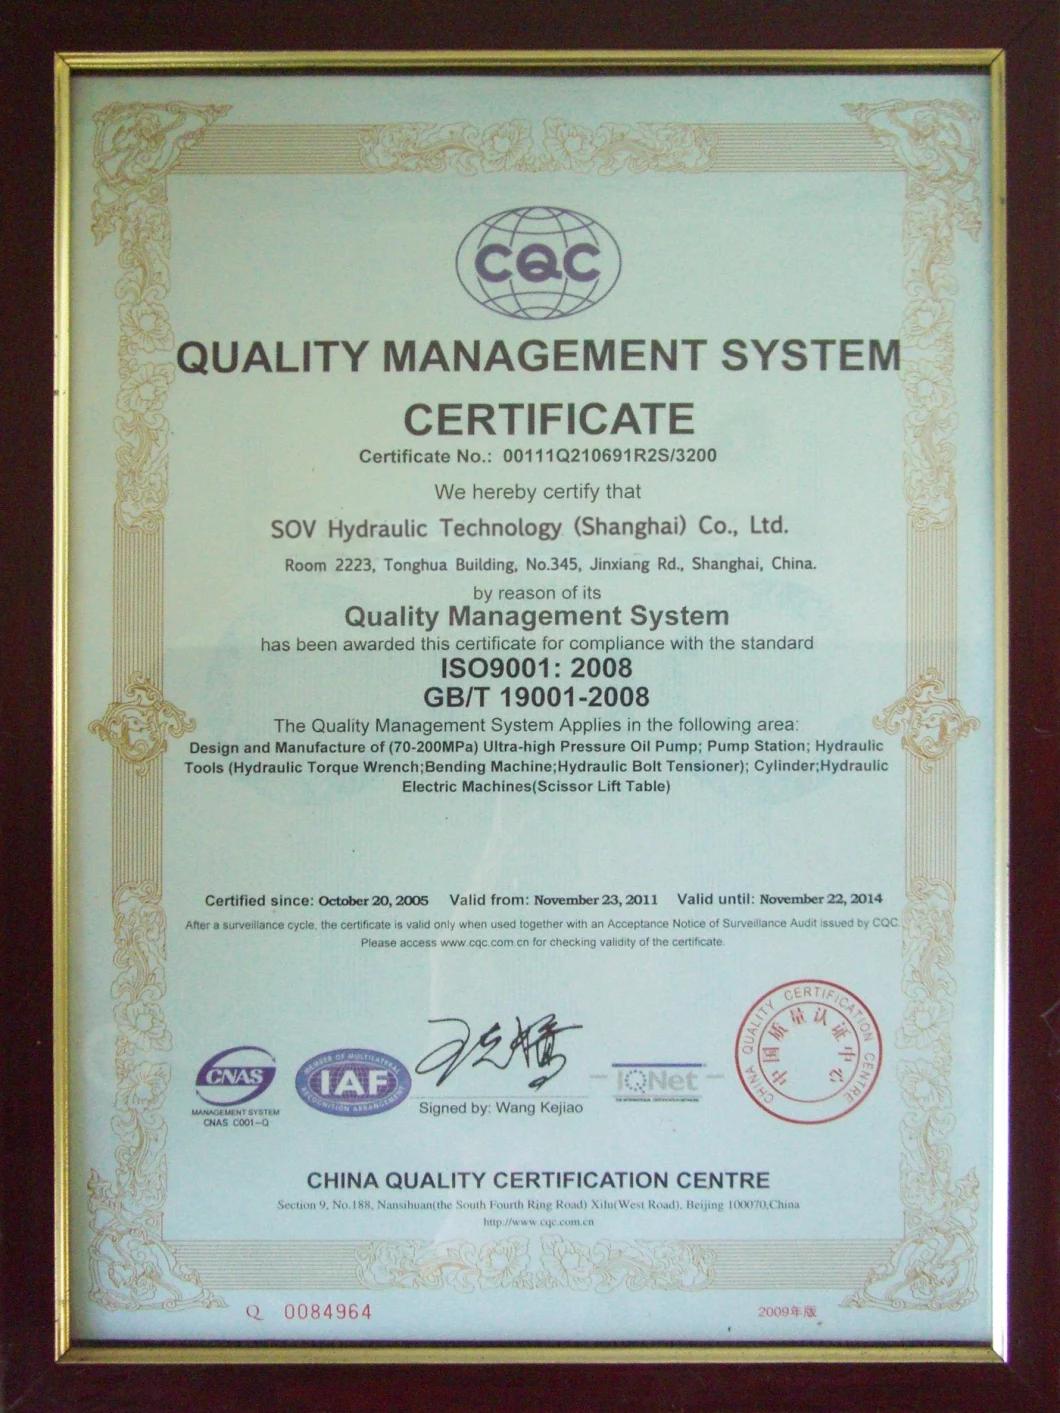 CQC
QUALITY MANAGEMENT SYSTEM
CERTIFICATE
Certificate No.: 00111Q210691R2S/3200
We hereby certify that
SOV Hydraulic Technology (Shanghai) Co., Ltd.
Room 2223, Tonghua Building, No.345, Jinxiang Rd., Shanghai, China.
by reason of its
Quality Management System
has been awarded this certificate for compliance with the standard
ISO9001: 2008
GB/T 19001-2008
The Quality Management System Applies in the following area:
Design and Manufacture of (70-200MPa) Ultra-high Pressure Oil Pump; Pump Station; Hydraulic
Tools (Hydraulic Torque Wrench;Bending Machine;Hydraulic Bolt Tensioner); Cylinder;Hydraulic
Electric Machines(Scissor Lift Table)
Certified since: October 20, 2005 Valid from: November 23, 2011 Valid until: November 22, 2014
After a surveillance cycle, the certificate is valid only when used together with an Acceptance Notice of Surveillance Audit issued by CQC.
Please access www.cqc.com.cn for checking validity of the certificate.
CNAS
MANAGEMENT SYSTEM
CNAS C001-Q
MEMBER OF MULTILATERAL
IAF
RECOGNITION ARRANGEMENT
Signed by: Wang Kejiao
IQNet
THE INTERNATIONAL CERTIFICATION NETWORK
CHINA QUALITY CERTIFICATION CENTRE
中国质量认证中心
CHINA QUALITY CERTIFICATION CENTRE
Section 9, No.188, Nansihuan(the South Fourth Ring Road) Xilu(West Road), Beijing 100070,China
http://www.cqc.com.cn
Q 0084964
2009年版